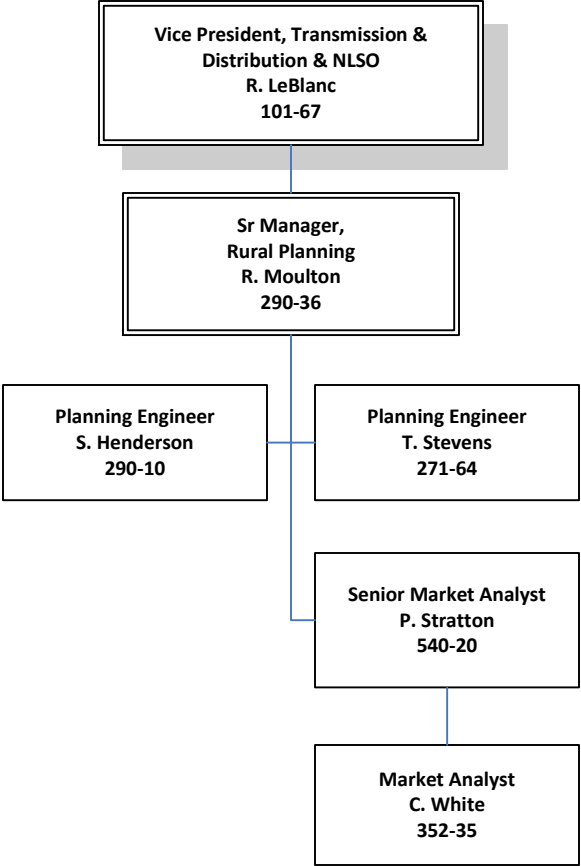 Vice President, Transmission &
Distribution & NLSO
R. LeBlanc
101-67
Sr Manager,
Rural Planning
R. Moulton
290-36
Planning Engineer
S. Henderson
290-10
Planning Engineer
T. Stevens
271-64
Senior Market Analyst
P. Stratton
540-20
Market Analyst
C. White
352-35